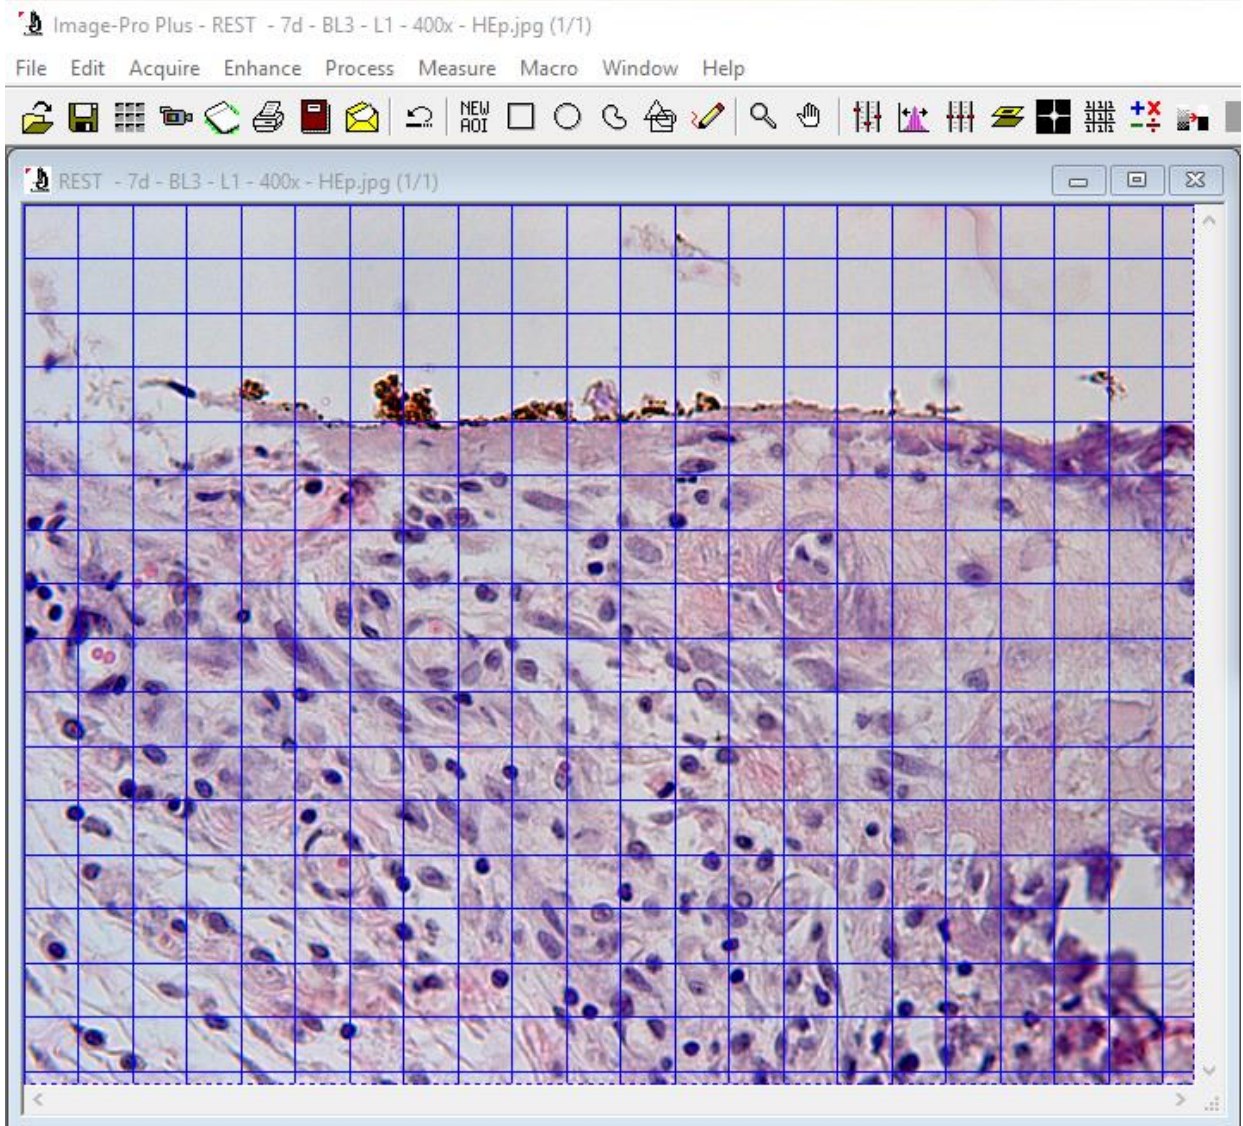 Image-Pro Plus - REST - 7d - BL3 - L1 - 400x - HEp.jpg (1/1)
File Edit Acquire Enhance Process Measure Macro Window Help
NEW
AOI
REST - 7d - BL3 - L1 - 400x - HEp.jpg (1/1)